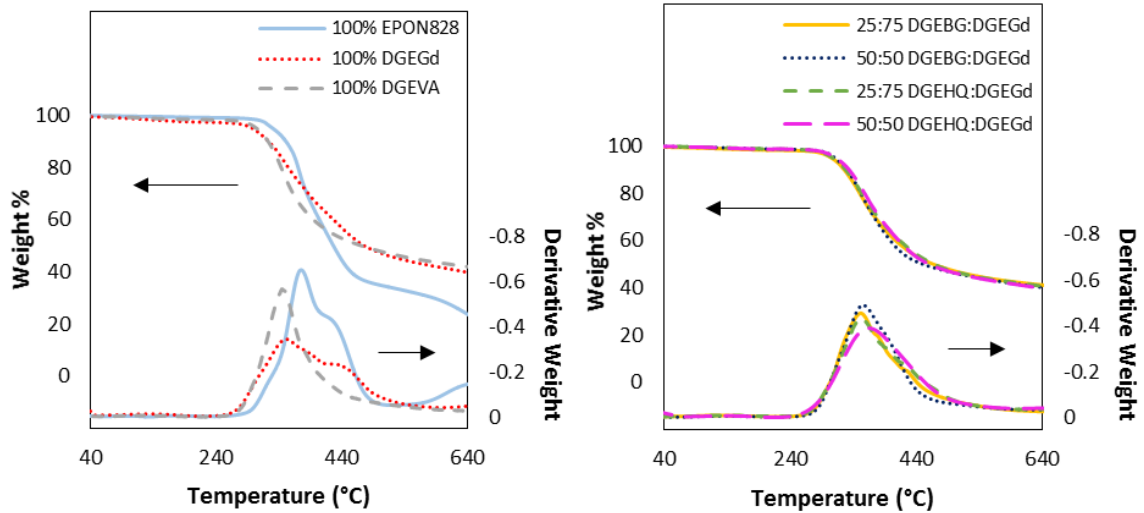 100% EPON828
100% DGEGd
100% DGEVA
100
80
60
40
20
0
Weight %
-0.8
-0.6
-0.4
-0.2
0
Derivative Weight
40 240 440 640
Temperature (°C)
25:75 DGEBG:DGEGd
50:50 DGEBG:DGEGd
25:75 DGEHQ:DGEGd
50:50 DGEHQ:DGEGd
100
80
60
40
20
0
Weight %
-0.8
-0.6
-0.4
-0.2
0
Derivative Weight
40 240 440 640
Temperature (°C)